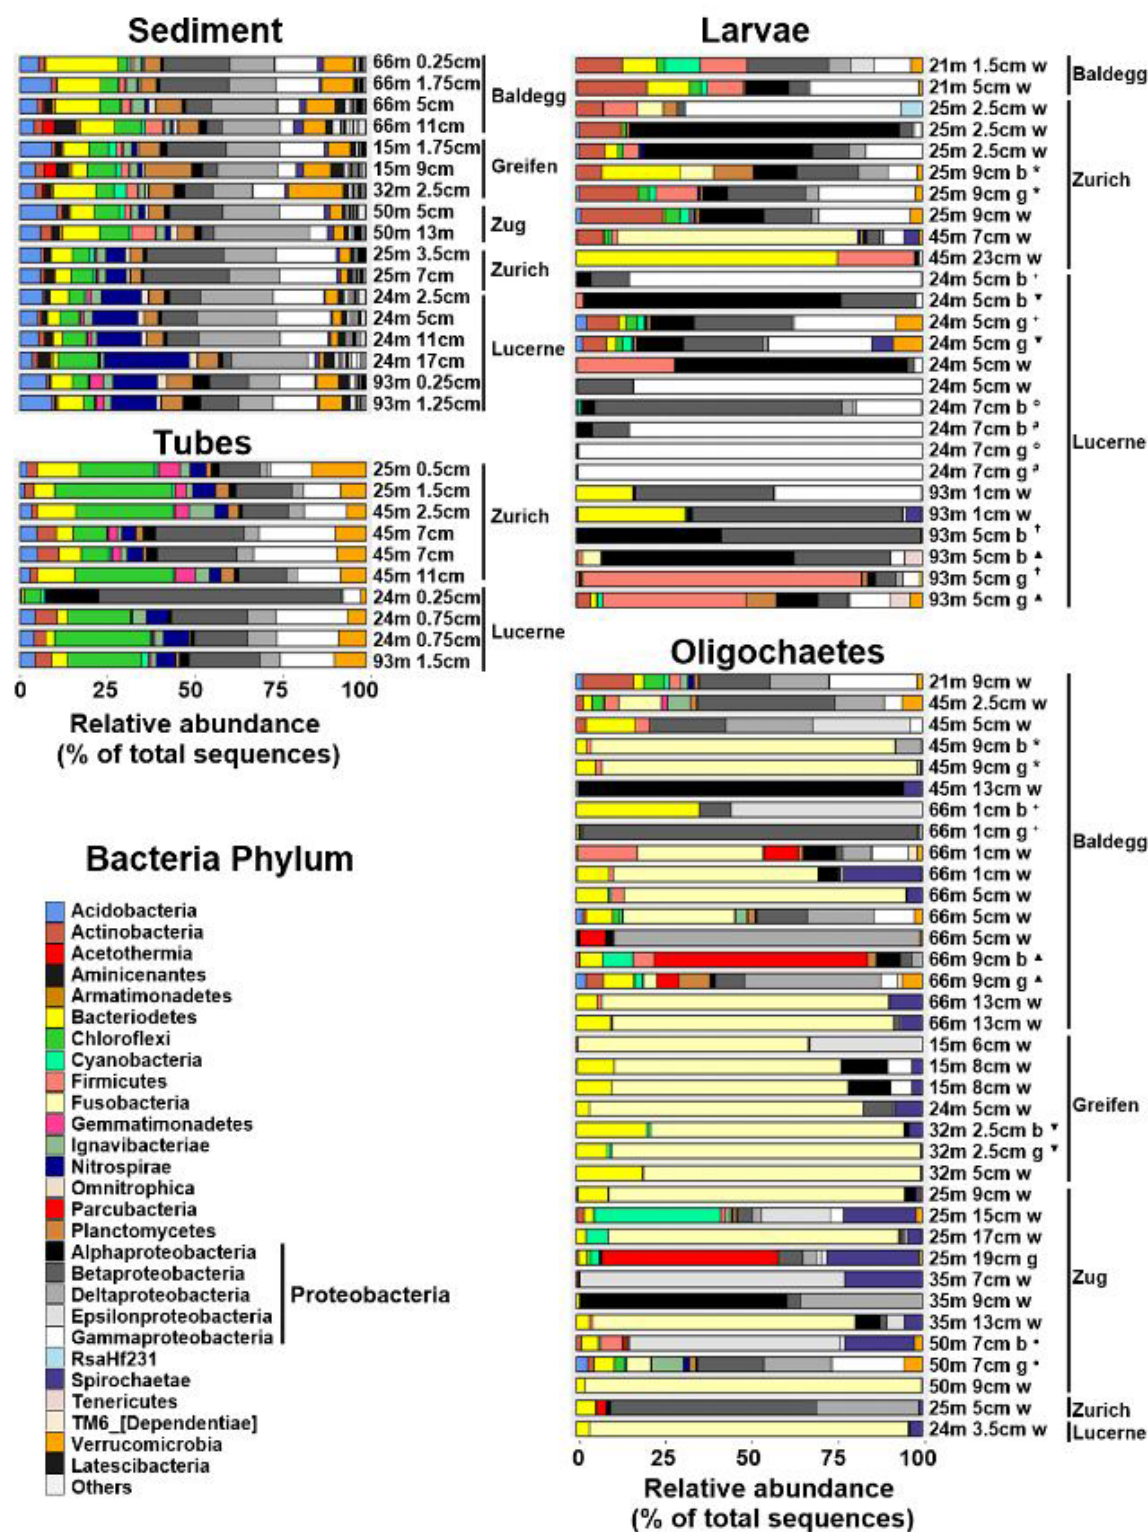 Sediment
66m 0.25cm
66m 1.75cm
66m 5cm
66m 11cm
Baldegg
15m 1.75cm
15m 9cm
32m 2.5cm
Greifen
50m 5cm
50m 13m
Zug
25m 3.5cm
25m 7cm
Zurich
24m 2.5cm
24m 5cm
24m 11cm
24m 17cm
93m 0.25cm
93m 1.25cm
Lucerne
Tubes
25m 0.5cm
25m 1.5cm
45m 2.5cm
45m 7cm
45m 7cm
45m 11cm
Zurich
24m 0.25cm
24m 0.75cm
24m 0.75cm
93m 1.5cm
Lucerne
0 25 50 75 100
Relative abundance
(% of total sequences)
Bacteria Phylum
Acidobacteria
Actinobacteria
Acetothermia
Aminicenantes
Armatimonadetes
Bacteriodetes
Chloroflexi
Cyanobacteria
Firmicutes
Fusobacteria
Gemmatimonadetes
Ignavibacteriae
Nitrospirae
Omnitrophica
Parcubacteria
Planctomycetes
Alphaproteobacteria
Betaproteobacteria
Deltaproteobacteria
Epsilonproteobacteria
Gammaproteobacteria
Proteobacteria
RsaHf231
Spirochaetae
Tenericutes
TM6_[Dependentiae]
Verrucomicrobia
Latescibacteria
Others
Larvae
21m 1.5cm w
21m 5cm w
Baldegg
25m 2.5cm w
25m 2.5cm w
25m 2.5cm w
25m 9cm b *
25m 9cm g *
25m 9cm w
45m 7cm w
45m 23cm w
Zurich
24m 5cm b +
24m 5cm b ▼
24m 5cm g +
24m 5cm g ▼
24m 5cm w
24m 5cm w
24m 7cm b
24m 7cm b
24m 7cm g
24m 7cm g
93m 1cm w
93m 1cm w
93m 5cm b †
93m 5cm b ▲
93m 5cm g †
93m 5cm g ▲
Lucerne
Oligochaetes
21m 9cm w
45m 2.5cm w
45m 5cm w
45m 9cm b *
45m 9cm g *
45m 13cm w
66m 1cm b +
66m 1cm g +
66m 1cm w
66m 1cm w
66m 5cm w
66m 5cm w
66m 5cm w
66m 9cm b ▲
66m 9cm g ▲
66m 13cm w
66m 13cm w
Baldegg
15m 6cm w
15m 8cm w
15m 8cm w
24m 5cm w
32m 2.5cm b ▼
32m 2.5cm g ▼
32m 5cm w
Greifen
25m 9cm w
25m 15cm w
25m 17cm w
25m 19cm g
35m 7cm w
35m 9cm w
35m 13cm w
50m 7cm b •
50m 7cm g •
50m 9cm w
Zug
25m 5cm w
Zurich
24m 3.5cm w
Lucerne
0 25 50 75 100
Relative abundance
(% of total sequences)